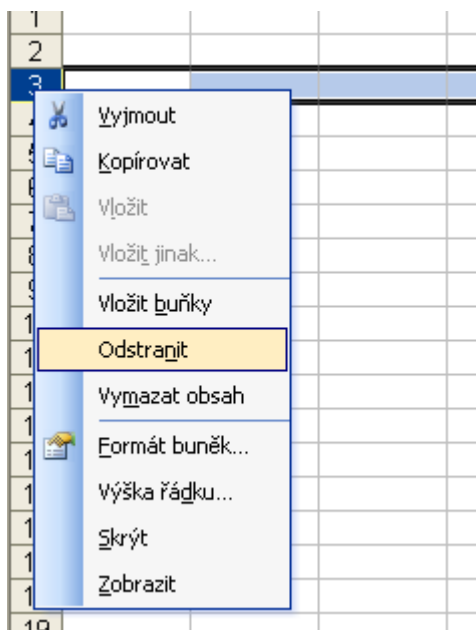 1
2
3
Vyjmout
Kopírovat
Vložit
Vložit jinak...
Vložit buňky
Odstranit
Vymazat obsah
Formát buněk...
Výška řádku...
Skrýt
Zobrazit
19